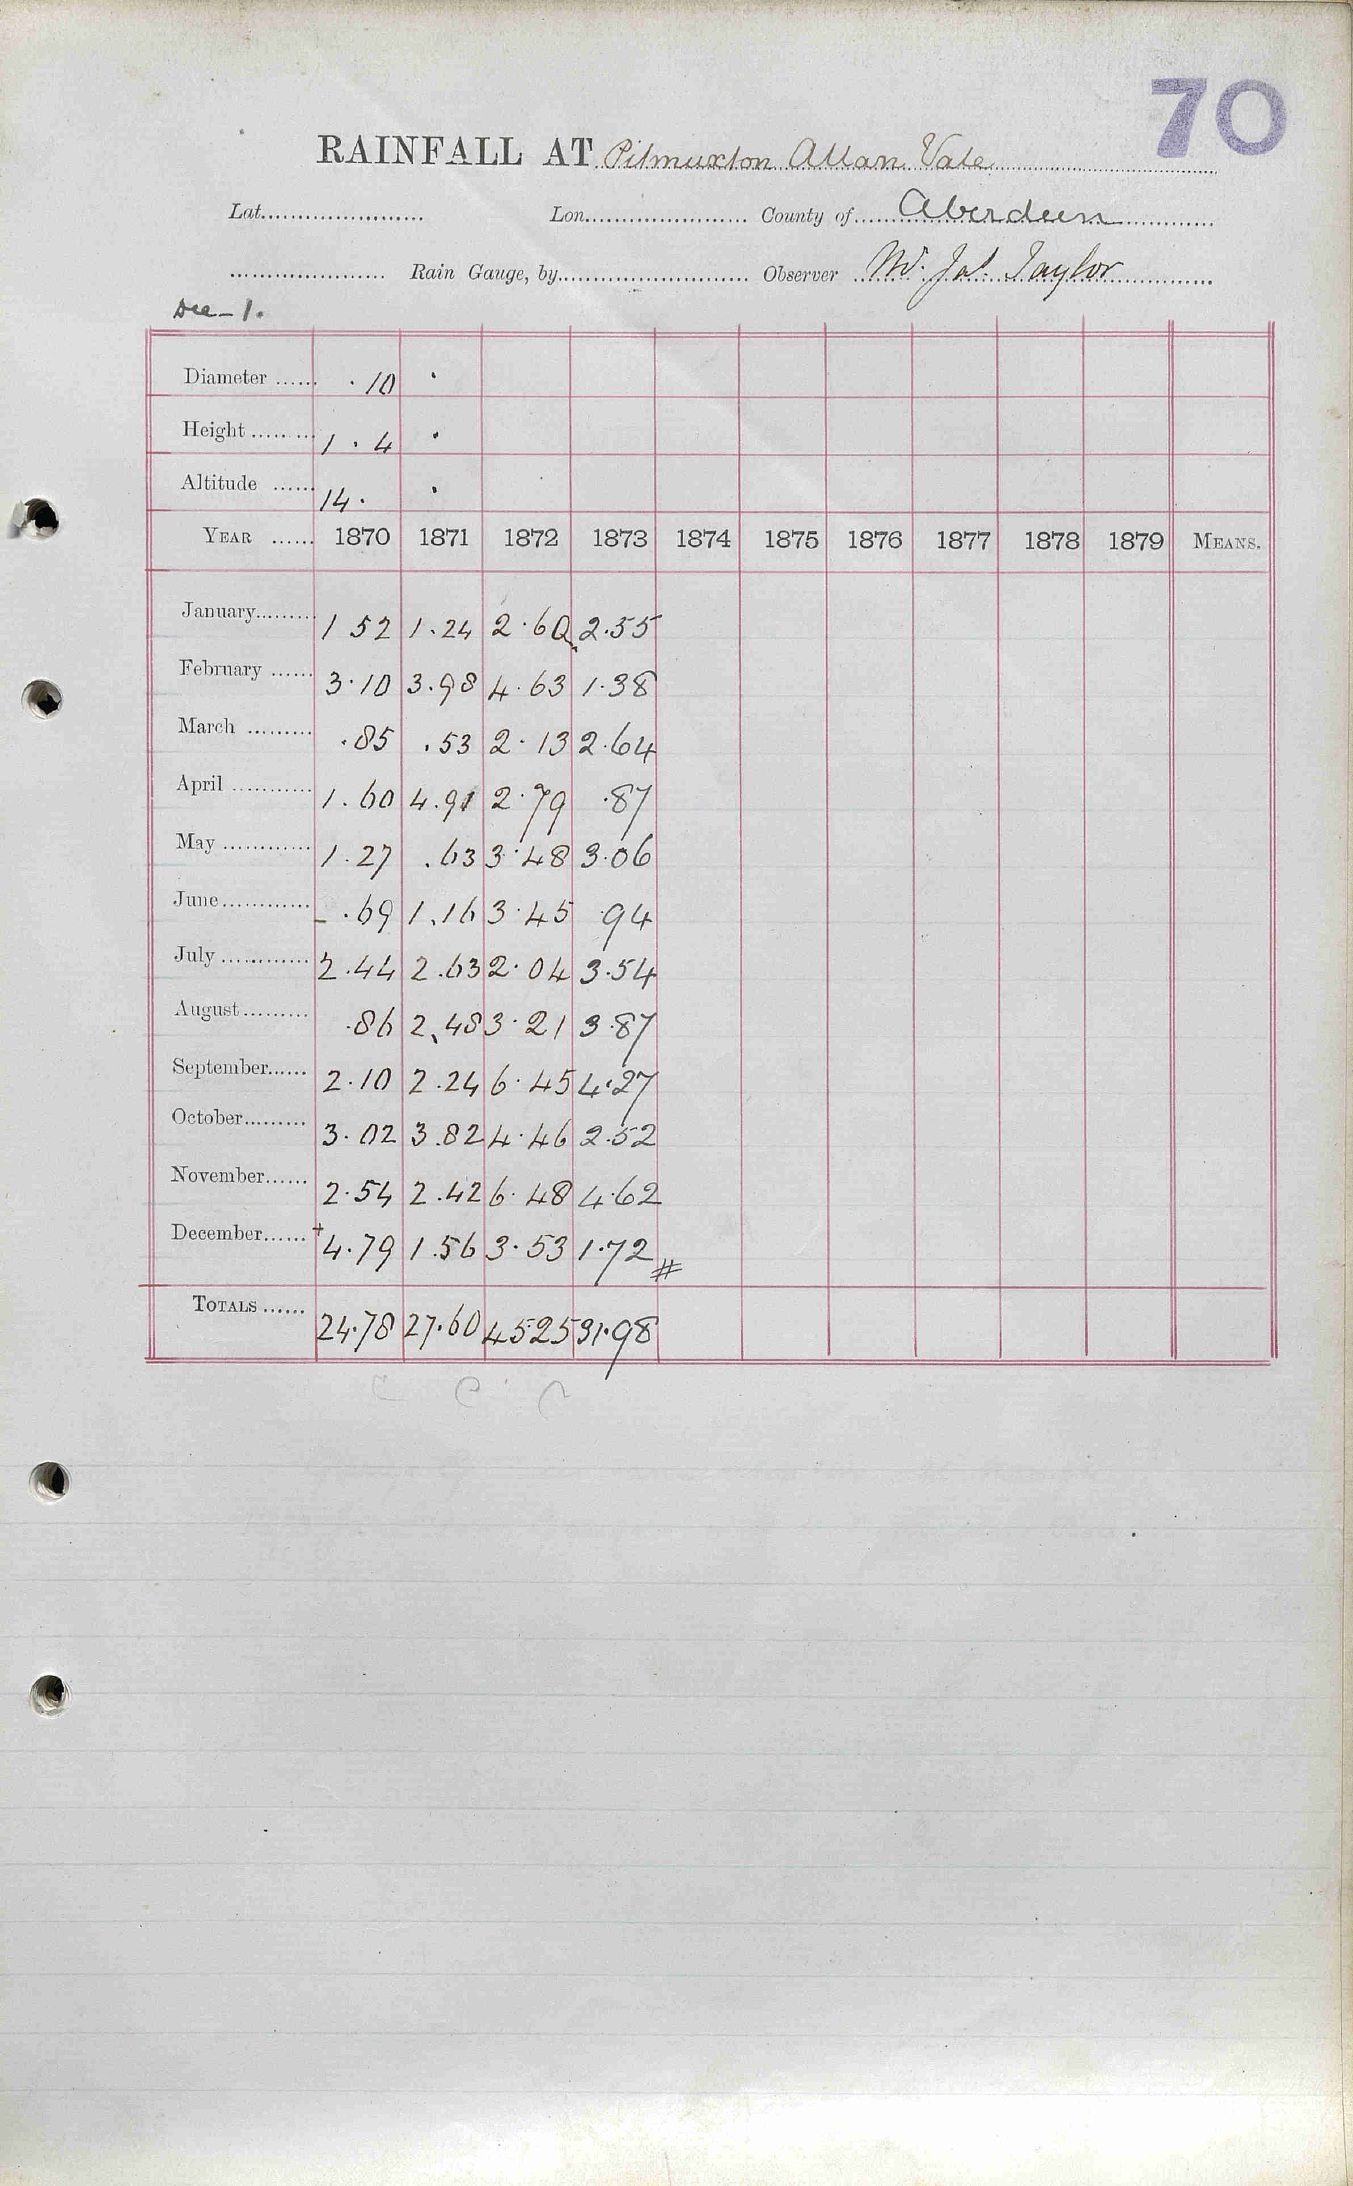 70
RAINFALL AT Pitmuxton Allan Vale
Lat. Lon. County of Aberdeen
Rain Gauge, by Observer Mr. Jas. Taylor
Dee - 1.
Diameter ...... .10 .
Height ......... 1 . 4 .
Altitude ...... 14. .
YEAR ...... 1870 1871 1872 1873 1874 1875 1876 1877 1878 1879 MEANS.
January......... 1 52 1.24 2.60 2.55
February ...... 3.10 3.98 4.63 1.38
March ......... .85 .53 2.13 2.64
April ........... 1.60 4.91 2.79 .87
May ............ 1.27 .63 3.48 3.06
June............ - .69 1.16 3.45 .94
July ............ 2.44 2.63 2.04 3.54
August......... .86 2.48 3.21 3.87
September...... 2.10 2.24 6.45 4.27
October......... 3.02 3.82 4.46 2.52
November...... 2.54 2.42 6.48 4.62
December...... + 4.79 1.56 3.53 1.72 #
TOTALS ...... 24.78 27.60 45.25 31.98
c c c